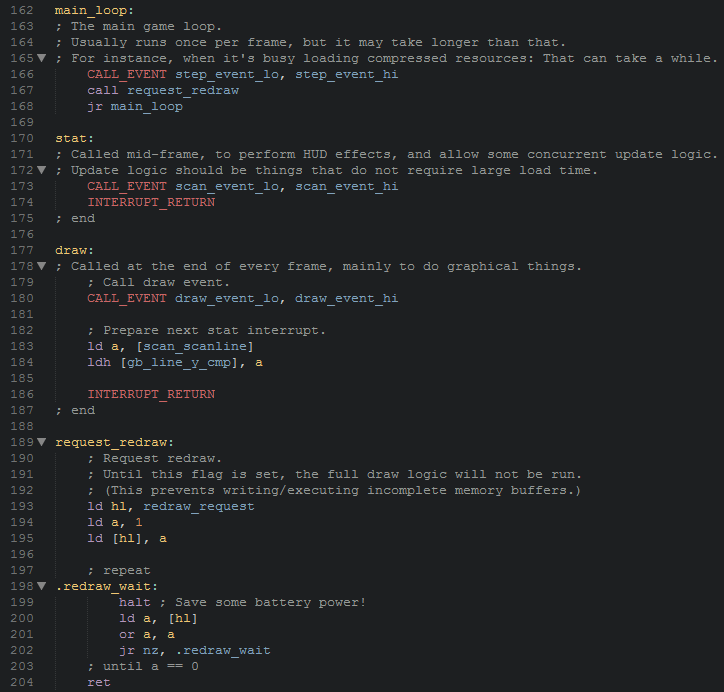 162 main_loop:
163 ; The main game loop.
164 ; Usually runs once per frame, but it may take longer than that.
165 ; For instance, when it's busy loading compressed resources: That can take a while.
166     CALL_EVENT step_event_lo, step_event_hi
167     call request_redraw
168     jr main_loop
169
170 stat:
171 ; Called mid-frame, to perform HUD effects, and allow some concurrent update logic.
172 ; Update logic should be things that do not require large load time.
173     CALL_EVENT scan_event_lo, scan_event_hi
174     INTERRUPT_RETURN
175 ; end
176
177 draw:
178 ; Called at the end of every frame, mainly to do graphical things.
179     ; Call draw event.
180     CALL_EVENT draw_event_lo, draw_event_hi
181
182     ; Prepare next stat interrupt.
183     ld a, [scan_scanline]
184     ldh [gb_line_y_cmp], a
185
186     INTERRUPT_RETURN
187 ; end
188
189 request_redraw:
190     ; Request redraw.
191     ; Until this flag is set, the full draw logic will not be run.
192     ; (This prevents writing/executing incomplete memory buffers.)
193     ld hl, redraw_request
194     ld a, 1
195     ld [hl], a
196
197     ; repeat
198 .redraw_wait:
199         halt ; Save some battery power!
200         ld a, [hl]
201         or a, a
202         jr nz, .redraw_wait
203     ; until a == 0
204     ret